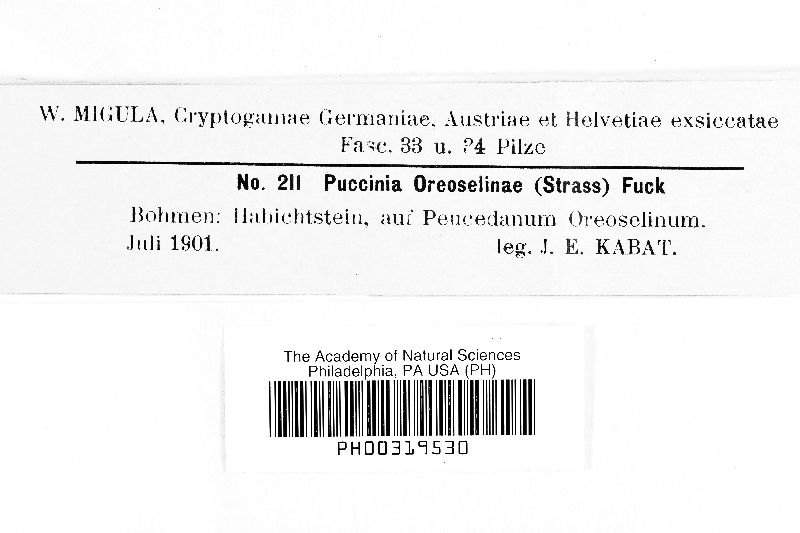 W. MIGULA, Cryptogamae Germaniae, Austriae et Helvetiae exsiccatae
Fasc. 33 u. 34 Pilze
No. 211 Puccinia Oreoselinae (Strass) Fuck
Bohmen: Habichtstein, auf Peucedanum Oreoselinum.
Juli 1901. leg. J. E. KABAT.
The Academy of Natural Sciences
Philadelphia, PA USA (PH)
PH00319530